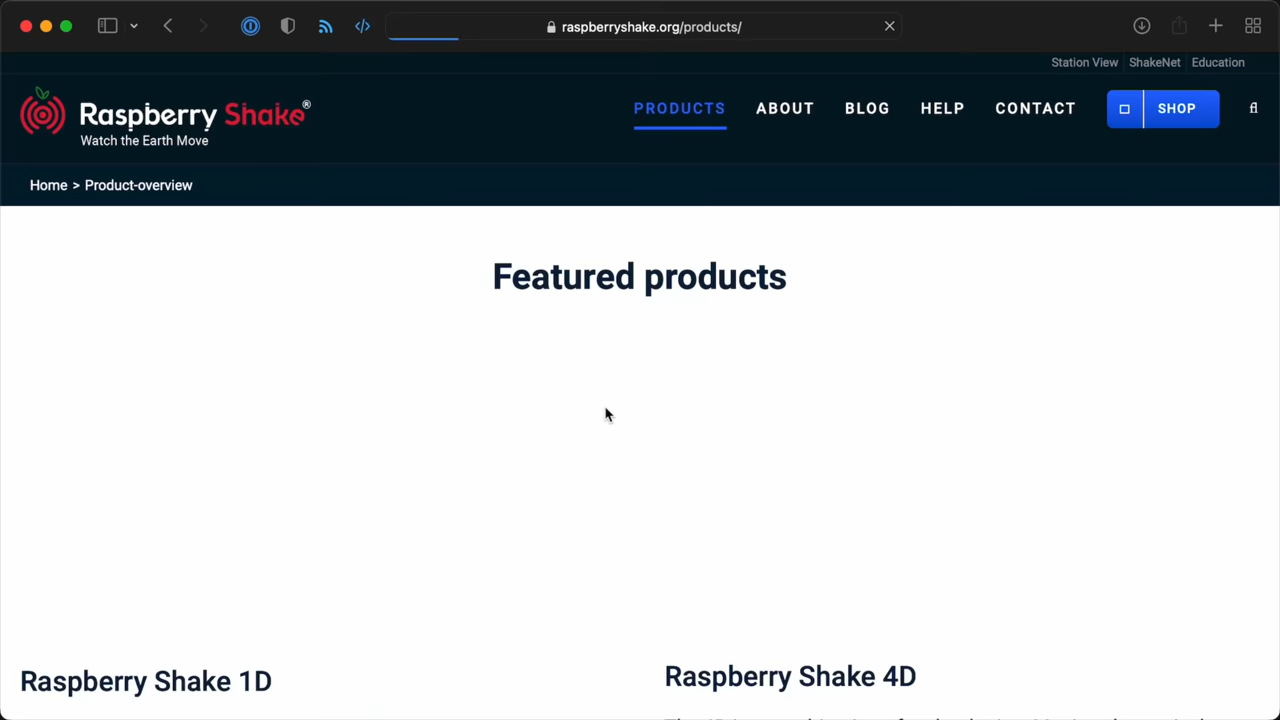 raspberryshake.org/products/
Station View
ShakeNet
Education
Raspberry Shake®
Watch the Earth Move
PRODUCTS
ABOUT
BLOG
HELP
CONTACT
SHOP
Home > Product-overview
Featured products
Raspberry Shake 1D
Raspberry Shake 4D